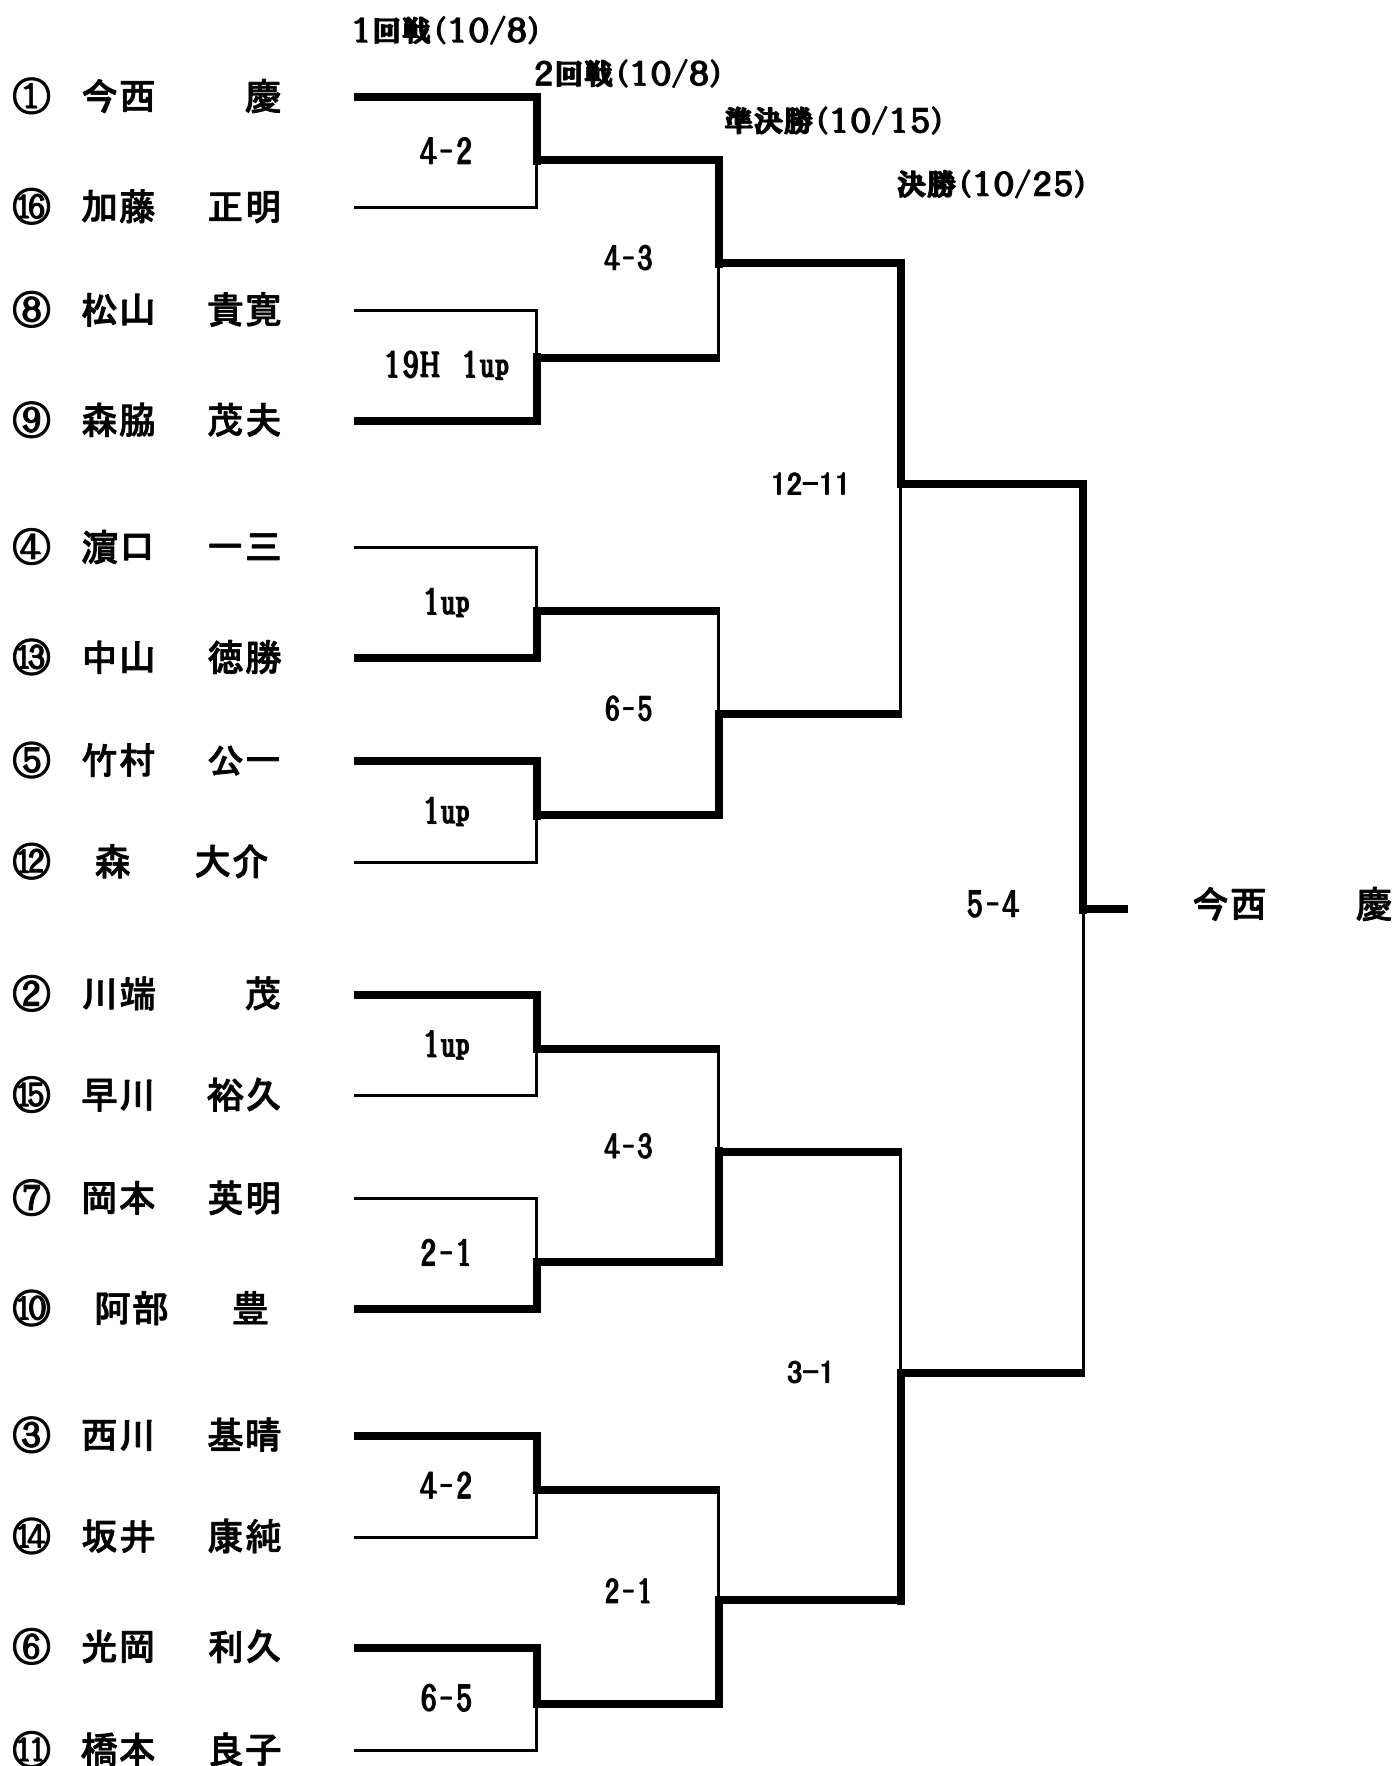 1回戦(10/8)
2回戦(10/8)
準決勝(10/15)
決勝(10/25)
① 今西 慶
4-2
⑯ 加藤 正明
4-3
⑧ 松山 貴寛
19H 1up
⑨ 森脇 茂夫
12-11
④ 濵口 一三
1up
⑬ 中山 徳勝
6-5
⑤ 竹村 公一
1up
⑫ 森 大介
5-4 今西 慶
② 川端 茂
1up
⑮ 早川 裕久
4-3
⑦ 岡本 英明
2-1
⑩ 阿部 豊
3-1
③ 西川 基晴
4-2
⑭ 坂井 康純
2-1
⑥ 光岡 利久
6-5
⑪ 橋本 良子